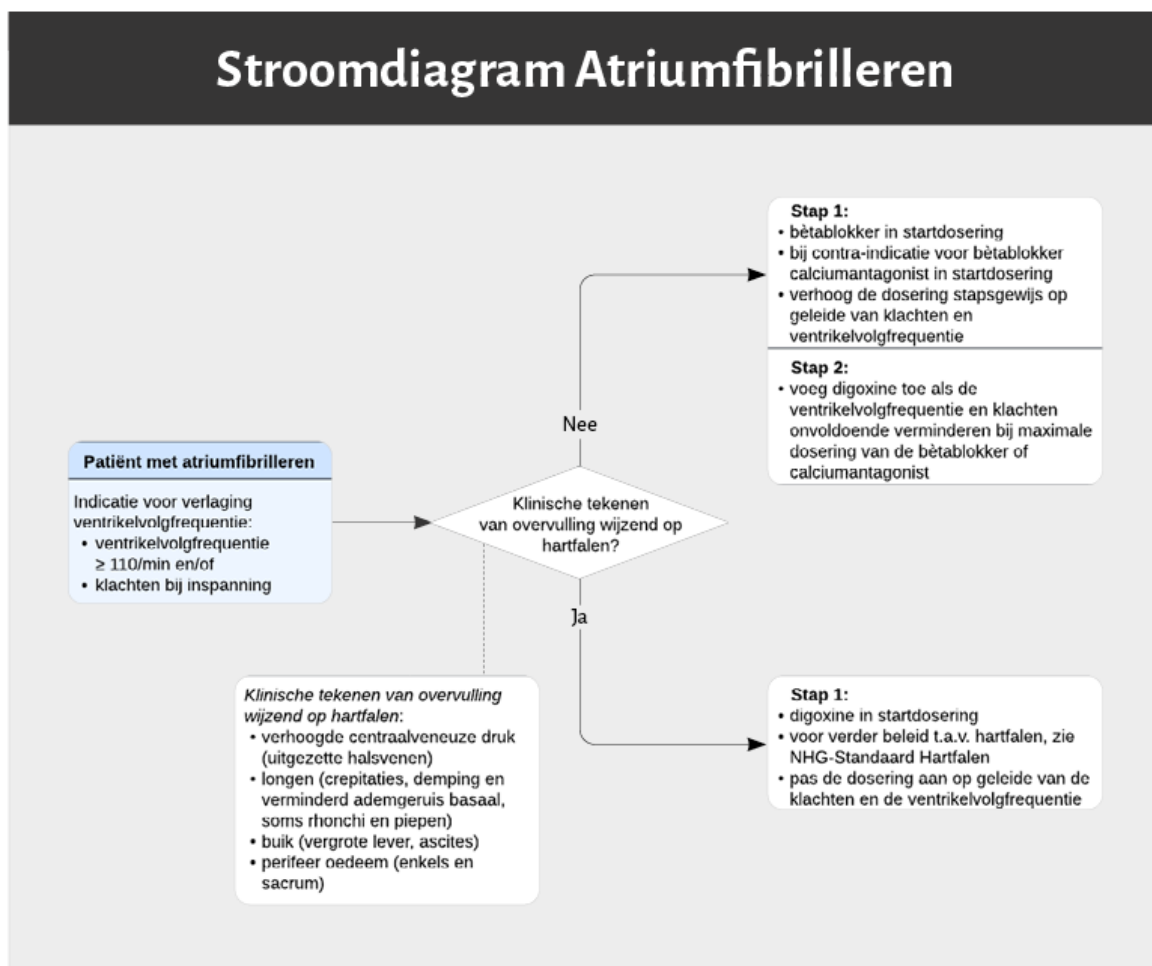 Stroomdiagram Atriumfibrilleren
Patiënt met atriumfibrilleren
Indicatie voor verlaging
ventrikelvolgfrequentie:
• ventrikelvolgfrequentie
≥ 110/min en/of
• klachten bij inspanning
Klinische tekenen
van overvulling wijzend op
hartfalen?
Klinische tekenen van overvulling
wijzend op hartfalen:
• verhoogde centraalveneuze druk
(uitgezette halsvenen)
• longen (crepitaties, demping en
verminderd ademgeruis basaal,
soms rhonchi en piepen)
• buik (vergrote lever, ascites)
• perifeer oedeem (enkels en
sacrum)
Nee
Stap 1:
• bètablokker in startdosering
• bij contra-indicatie voor bètablokker
calciumantagonist in startdosering
• verhoog de dosering stapsgewijs op
geleide van klachten en
ventrikelvolgfrequentie
Stap 2:
• voeg digoxine toe als de
ventrikelvolgfrequentie en klachten
onvoldoende verminderen bij maximale
dosering van de bètablokker of
calciumantagonist
Ja
Stap 1:
• digoxine in startdosering
• voor verder beleid t.a.v. hartfalen, zie
NHG-Standaard Hartfalen
• pas de dosering aan op geleide van de
klachten en de ventrikelvolgfrequentie